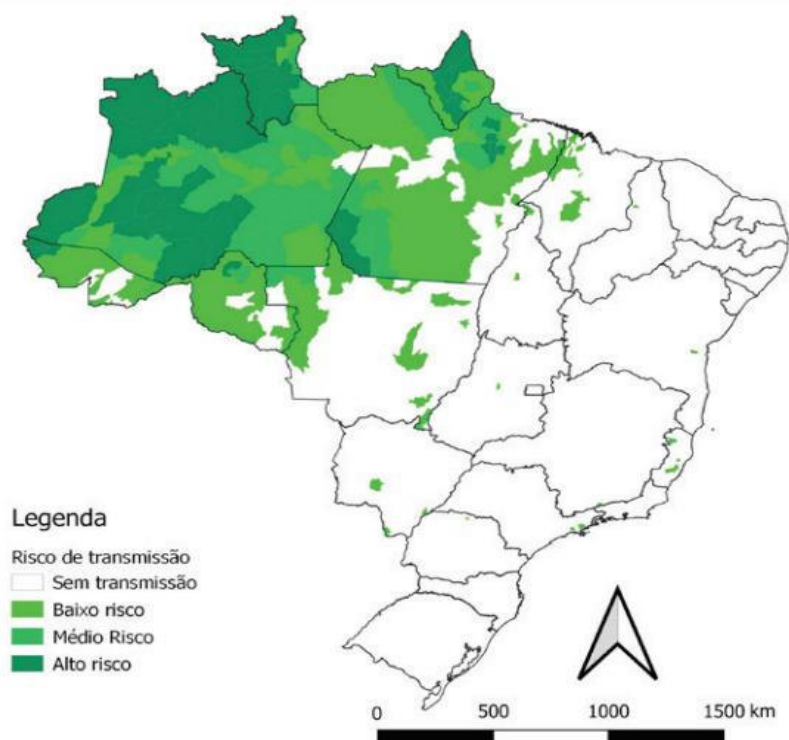 Legenda
Risco de transmissão
Sem transmissão
Baixo risco
Médio Risco
Alto risco
0 500 1000 1500 km